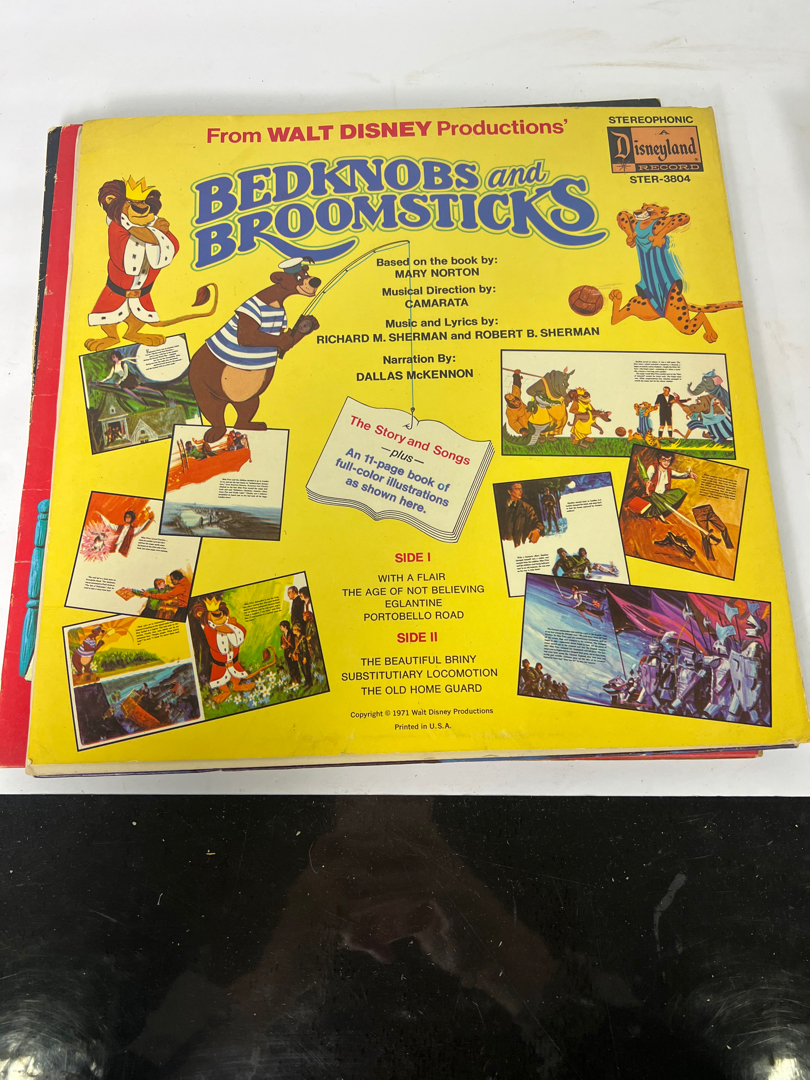 From WALT DISNEY Productions'
STEREOPHONIC
A
Disneyland
RECORD
STER-3804
BEDKNOBS and
BROOMSTICKS
Based on the book by:
MARY NORTON
Musical Direction by:
CAMARATA
Music and Lyrics by:
RICHARD M. SHERMAN and ROBERT B. SHERMAN
Narration By:
DALLAS McKENNON
The Story and Songs
—plus—
An 11-page book of
full-color illustrations
as shown here.
SIDE I
WITH A FLAIR
THE AGE OF NOT BELIEVING
EGLANTINE
PORTOBELLO ROAD
SIDE II
THE BEAUTIFUL BRINY
SUBSTITUTIARY LOCOMOTION
THE OLD HOME GUARD
Copyright © 1971 Walt Disney Productions
Printed in U.S.A.